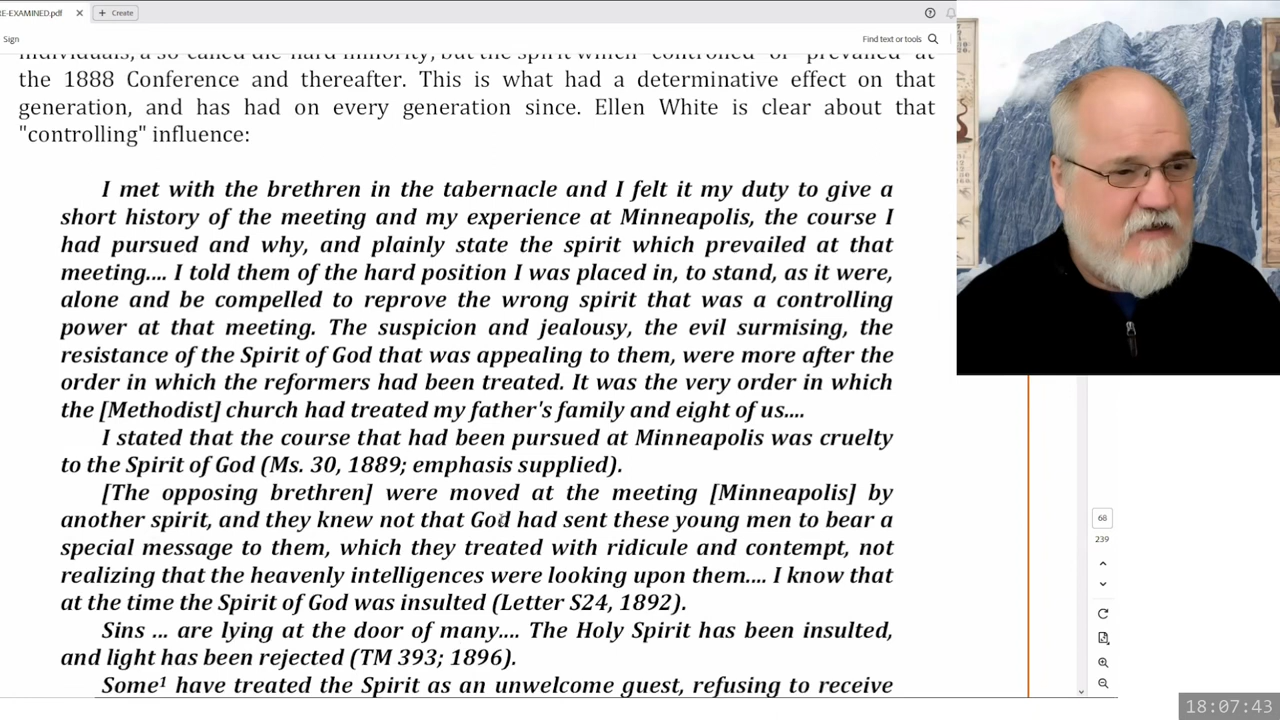 RE-EXAMINED.pdf
Create
Sign
Find text or tools
the 1888 Conference and thereafter. This is what had a determinative effect on that
generation, and has had on every generation since. Ellen White is clear about that
"controlling" influence:
I met with the brethren in the tabernacle and I felt it my duty to give a
short history of the meeting and my experience at Minneapolis, the course I
had pursued and why, and plainly state the spirit which prevailed at that
meeting.... I told them of the hard position I was placed in, to stand, as it were,
alone and be compelled to reprove the wrong spirit that was a controlling
power at that meeting. The suspicion and jealousy, the evil surmising, the
resistance of the Spirit of God that was appealing to them, were more after the
order in which the reformers had been treated. It was the very order in which
the [Methodist] church had treated my father's family and eight of us....
I stated that the course that had been pursued at Minneapolis was cruelty
to the Spirit of God (Ms. 30, 1889; emphasis supplied).
[The opposing brethren] were moved at the meeting [Minneapolis] by
another spirit, and they knew not that God had sent these young men to bear a
special message to them, which they treated with ridicule and contempt, not
realizing that the heavenly intelligences were looking upon them.... I know that
at the time the Spirit of God was insulted (Letter S24, 1892).
Sins ... are lying at the door of many.... The Holy Spirit has been insulted,
and light has been rejected (TM 393; 1896).
Some¹ have treated the Spirit as an unwelcome guest, refusing to receive
68
239
18:07:43